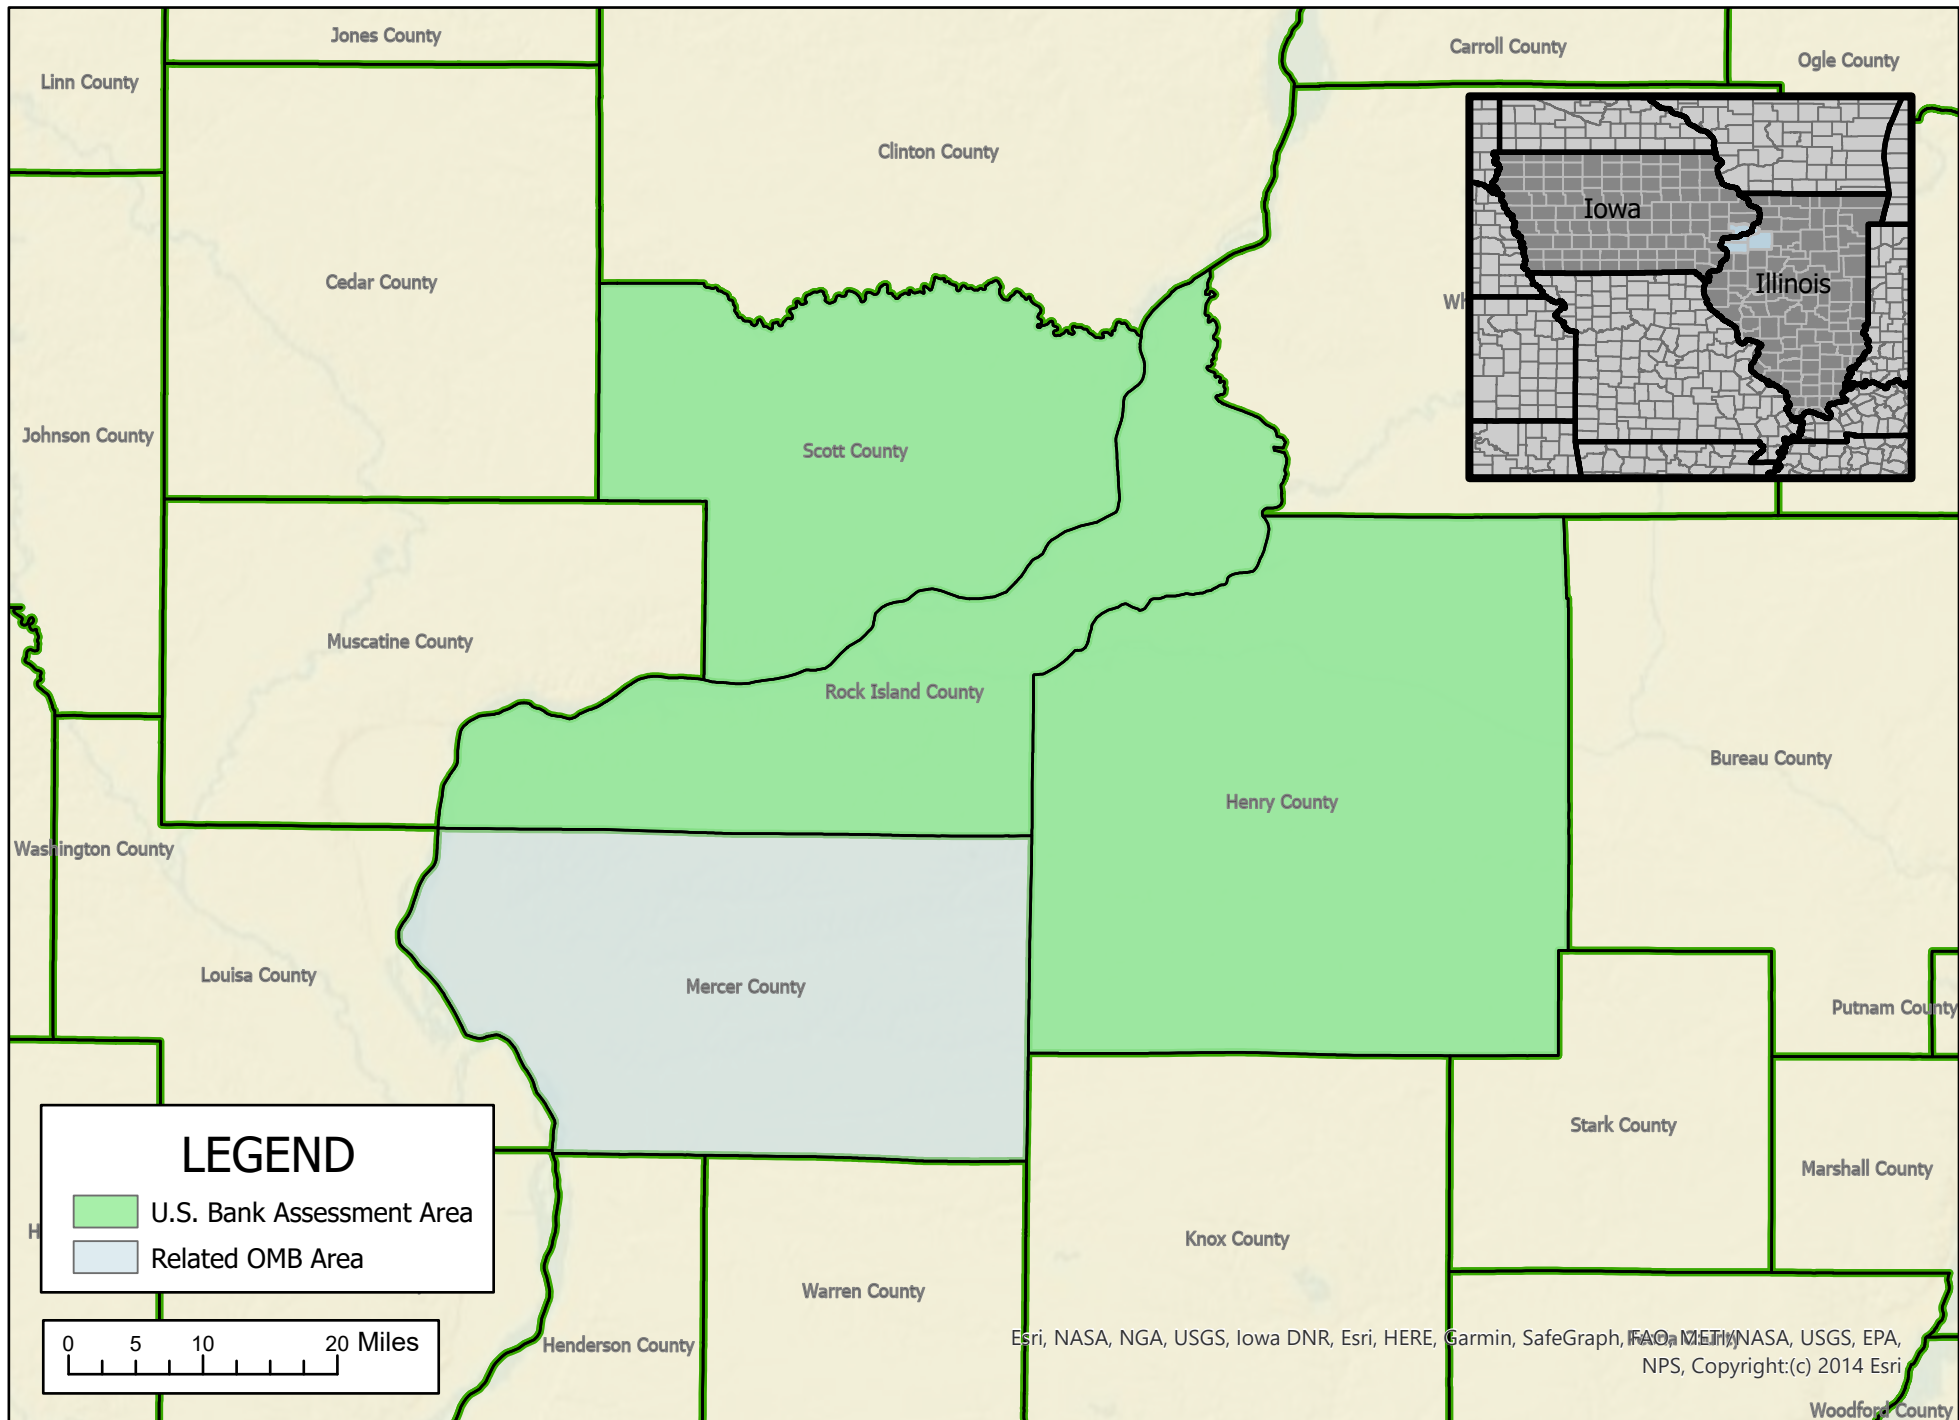 Jones County
Carroll County
Ogle County
Linn County
Clinton County
Iowa
Illinois
Cedar County
Wh
Johnson County
Scott County
Muscatine County
Rock Island County
Bureau County
Henry County
Washington County
Louisa County
Mercer County
Putnam County
Stark County
Marshall County
LEGEND
U.S. Bank Assessment Area
Related OMB Area
H
Knox County
Warren County
Henderson County
0 5 10 20 Miles
Esri, NASA, NGA, USGS, Iowa DNR, Esri, HERE, Garmin, SafeGraph, FAO, METI/NASA, USGS, EPA,
NPS, Copyright:(c) 2014 Esri
Woodford County